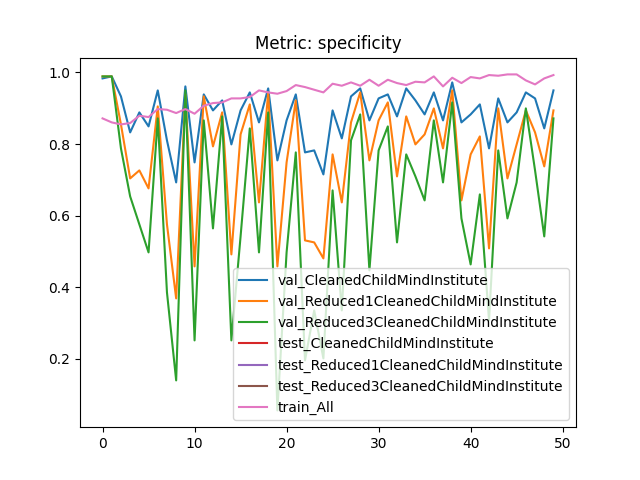 Metric: specificity
1.0
0.8
0.6
0.4
0.2
val_CleanedChildMindInstitute
val_Reduced1CleanedChildMindInstitute
val_Reduced3CleanedChildMindInstitute
test_CleanedChildMindInstitute
test_Reduced1CleanedChildMindInstitute
test_Reduced3CleanedChildMindInstitute
train_All
0 10 20 30 40 50